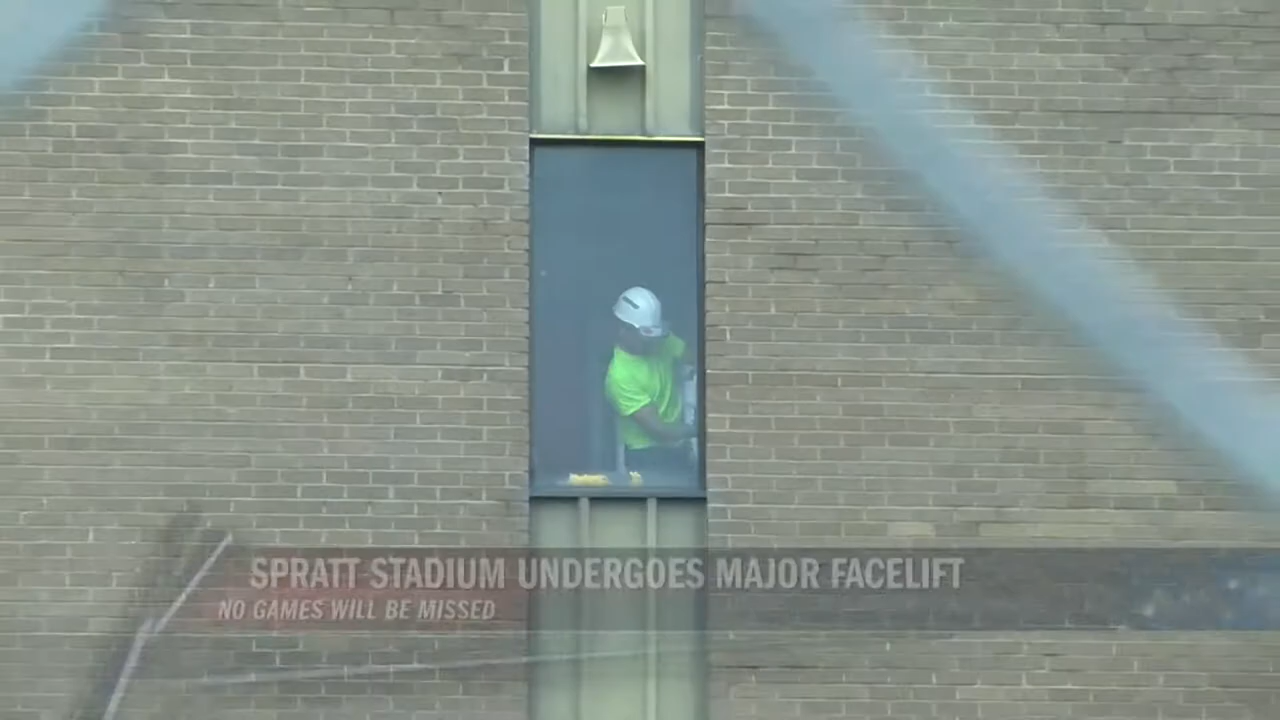 SPRATT STADIUM UNDERGOES MAJOR FACELIFT
NO GAMES WILL BE MISSED